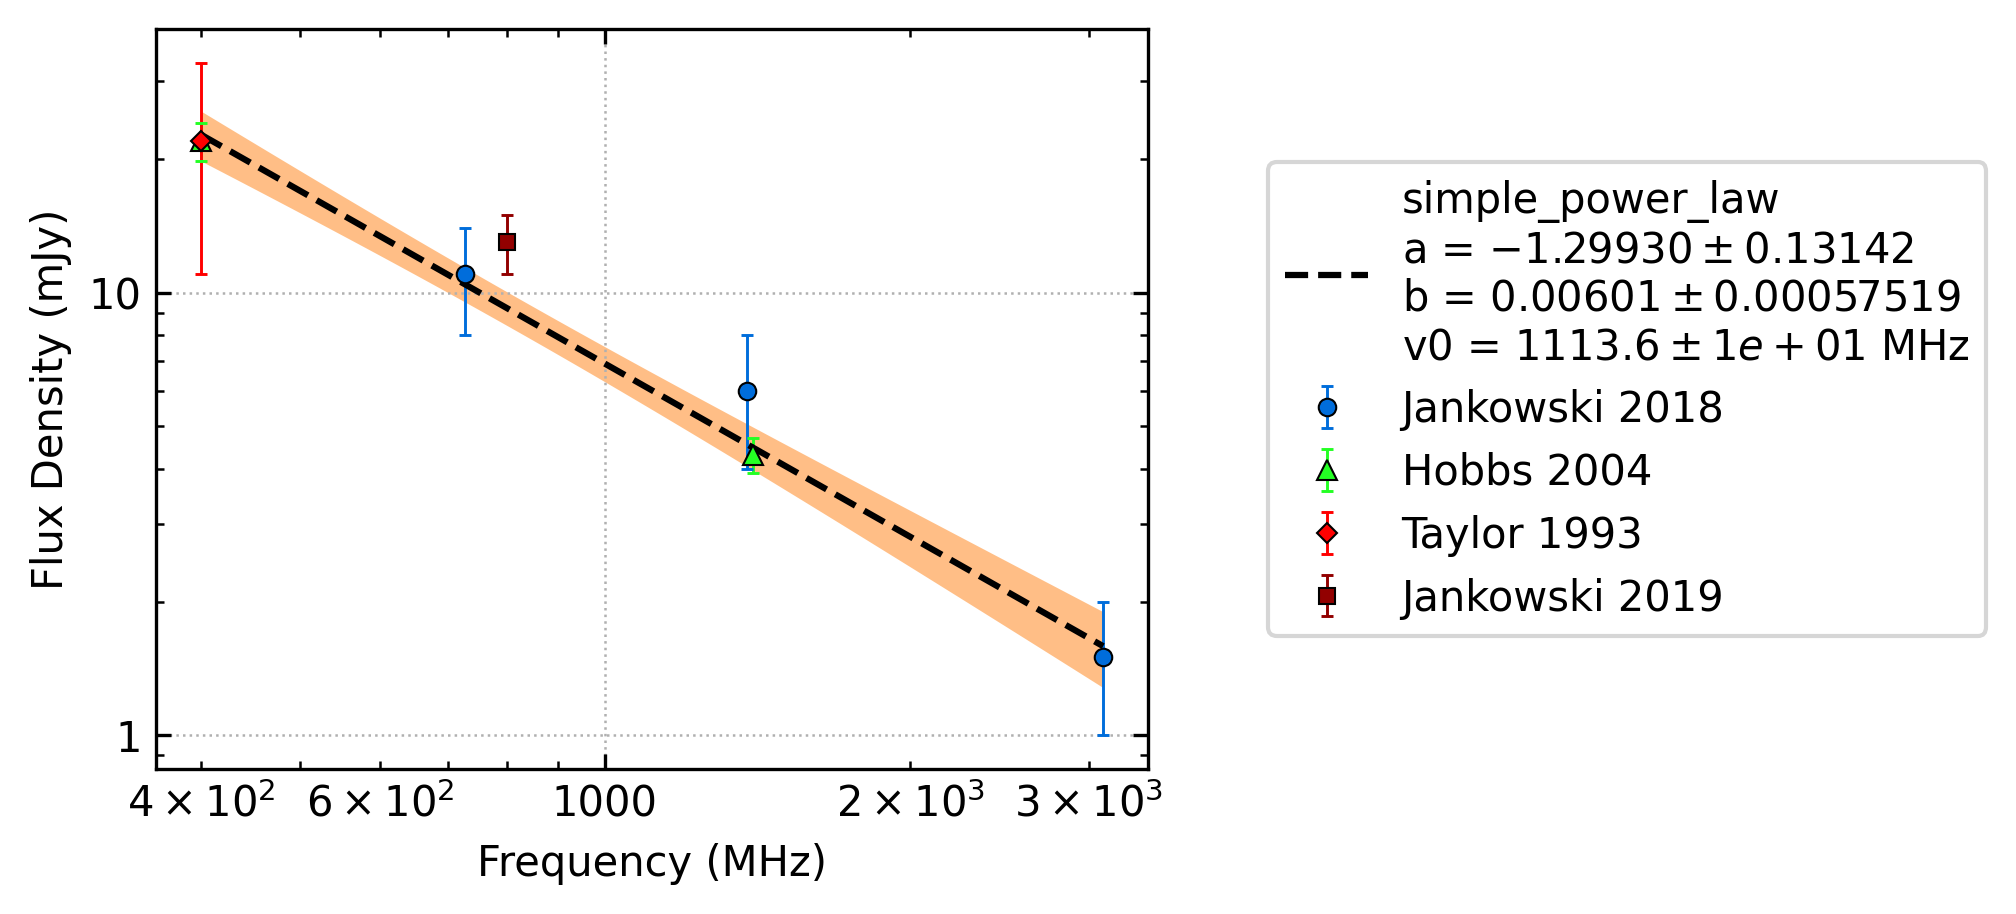 Flux Density (mJy)
10
1
4 × 10²
6 × 10²
1000
2 × 10³
3 × 10³
Frequency (MHz)
simple_power_law
a = −1.29930 ± 0.13142
b = 0.00601 ± 0.00057519
v0 = 1113.6 ± 1e + 01 MHz
Jankowski 2018
Hobbs 2004
Taylor 1993
Jankowski 2019